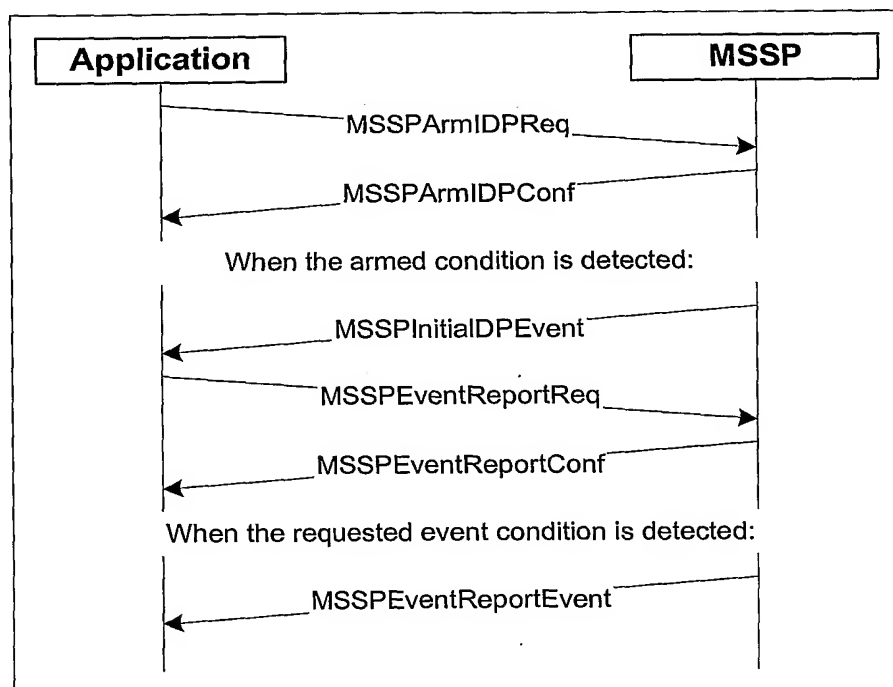 Application
MSSP
MSSPArmIDPReq
MSSPArmIDPConf
When the armed condition is detected:
MSSPInitialDPEvent
MSSPEventReportReq
MSSPEventReportConf
When the requested event condition is detected:
MSSPEventReportEvent